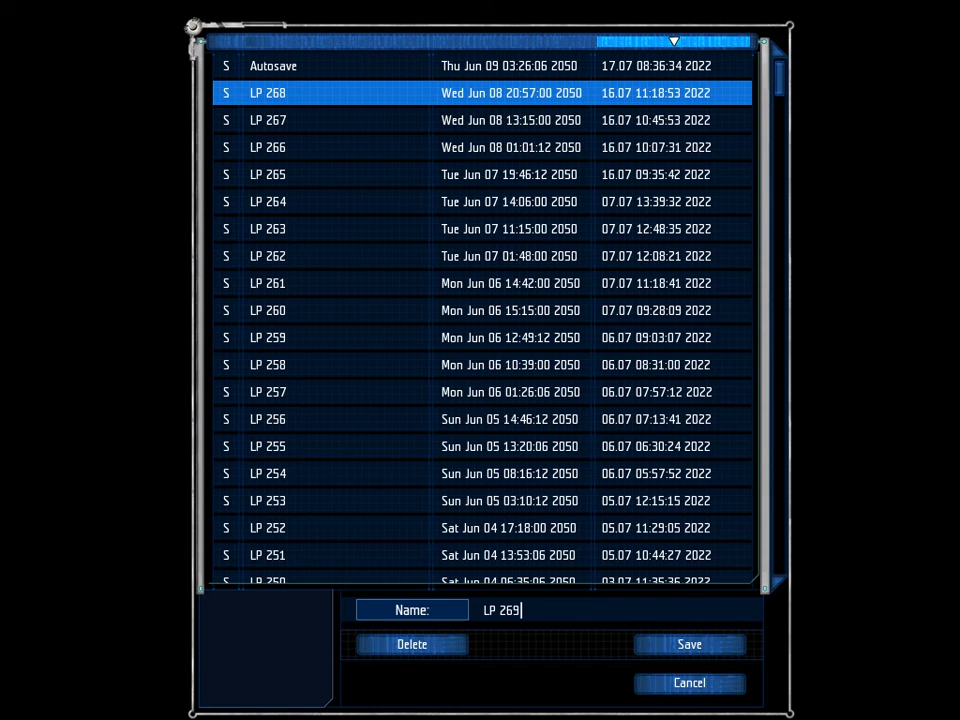 S Autosave Thu Jun 09 03:26:06 2050 17.07 08:36:34 2022
S LP 268 Wed Jun 08 20:57:00 2050 16.07 11:18:53 2022
S LP 267 Wed Jun 08 13:15:00 2050 16.07 10:45:53 2022
S LP 266 Wed Jun 08 01:01:12 2050 16.07 10:07:31 2022
S LP 265 Tue Jun 07 19:46:12 2050 16.07 09:35:42 2022
S LP 264 Tue Jun 07 14:06:00 2050 07.07 13:39:32 2022
S LP 263 Tue Jun 07 11:15:00 2050 07.07 12:48:35 2022
S LP 262 Tue Jun 07 01:48:00 2050 07.07 12:08:21 2022
S LP 261 Mon Jun 06 14:42:00 2050 07.07 11:18:41 2022
S LP 260 Mon Jun 06 15:15:00 2050 07.07 09:28:09 2022
S LP 259 Mon Jun 06 12:49:12 2050 06.07 09:03:07 2022
S LP 258 Mon Jun 06 10:39:00 2050 06.07 08:31:00 2022
S LP 257 Mon Jun 06 01:26:06 2050 06.07 07:57:12 2022
S LP 256 Sun Jun 05 14:46:12 2050 06.07 07:13:41 2022
S LP 255 Sun Jun 05 13:20:06 2050 06.07 06:30:24 2022
S LP 254 Sun Jun 05 08:16:12 2050 06.07 05:57:52 2022
S LP 253 Sun Jun 05 03:10:12 2050 05.07 12:15:15 2022
S LP 252 Sat Jun 04 17:18:00 2050 05.07 11:29:05 2022
S LP 251 Sat Jun 04 13:53:06 2050 05.07 10:44:27 2022
S LP 250 Sat Jun 04 06:35:06 2050 03.07 11:35:36 2022
Name: LP 269
Delete Save
Cancel